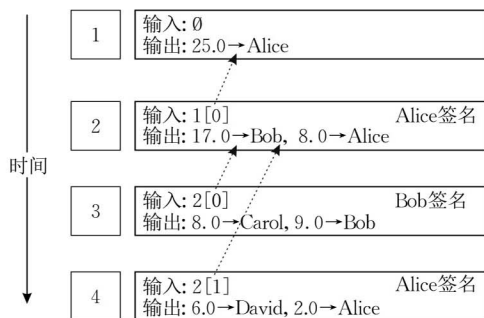 1
输入: Ø
输出: 25.0→Alice
2
输入: 1[0] Alice签名
输出: 17.0→Bob, 8.0→Alice
时间
3
输入: 2[0] Bob签名
输出: 8.0→Carol, 9.0→Bob
4
输入: 2[1] Alice签名
输出: 6.0→David, 2.0→Alice